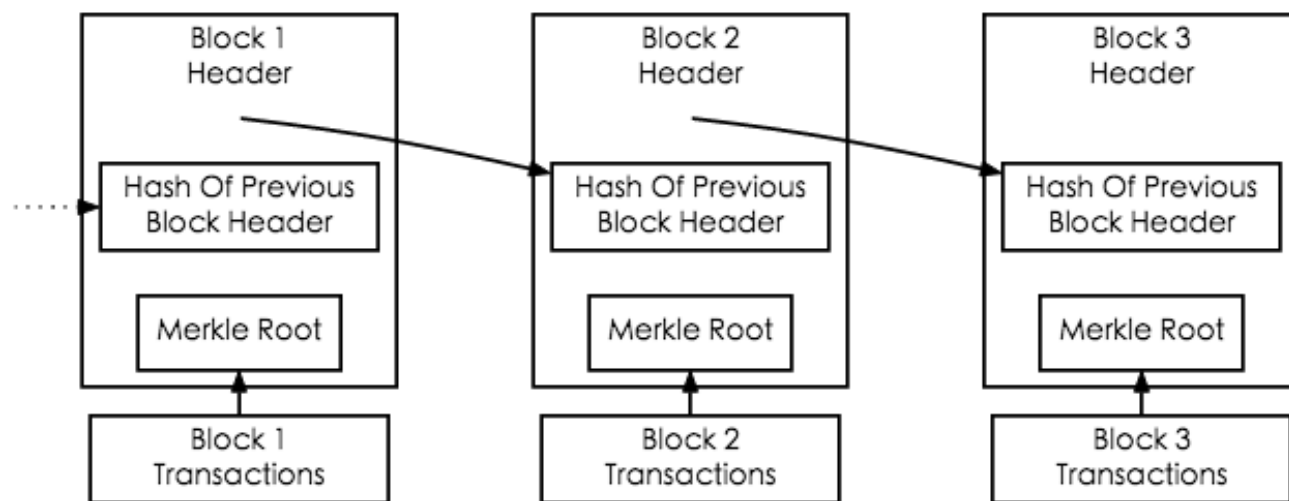 Block 1
Header
Hash Of Previous
Block Header
Merkle Root
Block 1
Transactions
Block 2
Header
Hash Of Previous
Block Header
Merkle Root
Block 2
Transactions
Block 3
Header
Hash Of Previous
Block Header
Merkle Root
Block 3
Transactions